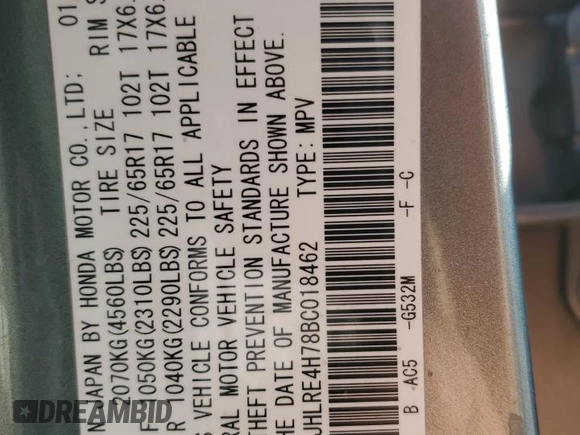 N JAPAN BY HONDA MOTOR CO.,LTD: 01
2070KG(4560LBS) TIRE SIZE RIM S
F 1050KG(2310LBS) 225/65R17 102T 17X6.
R 1040KG(2290LBS) 225/65R17 102T 17X6.
S VEHICLE CONFORMS TO ALL APPLICABLE
RAL MOTOR VEHICLE SAFETY
THEFT PREVENTION STANDARDS IN EFFECT
HE DATE OF MANUFACTURE SHOWN ABOVE.
JHLRE4H78BC018462 TYPE: MPV
B -AC5 -G532M -F -C
DREAMBID